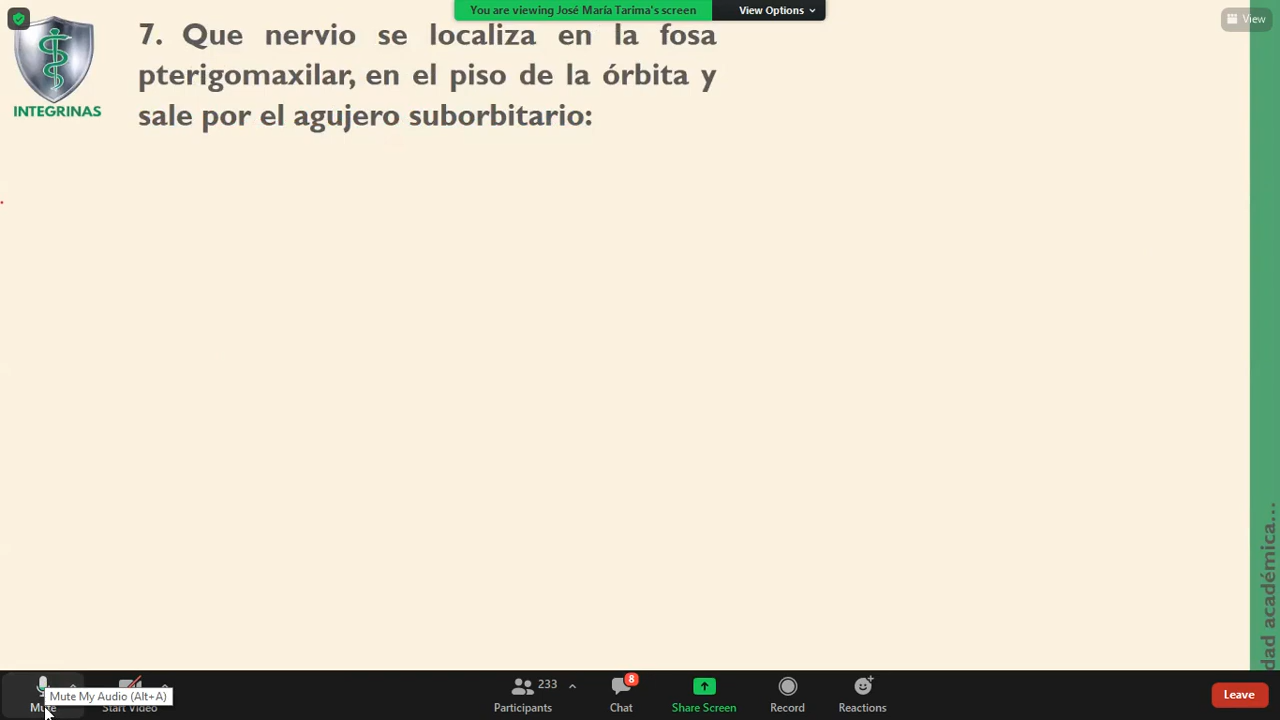 You are viewing José María Tarima's screen
View Options
View
7. Que nervio se localiza en la fosa
pterigomaxilar, en el piso de la órbita y
sale por el agujero suborbitario:
INTEGRINAS
dad académica...
Mute My Audio (Alt+A)
Mute
Start Video
233
Participants
8
Chat
Share Screen
Record
Reactions
Leave